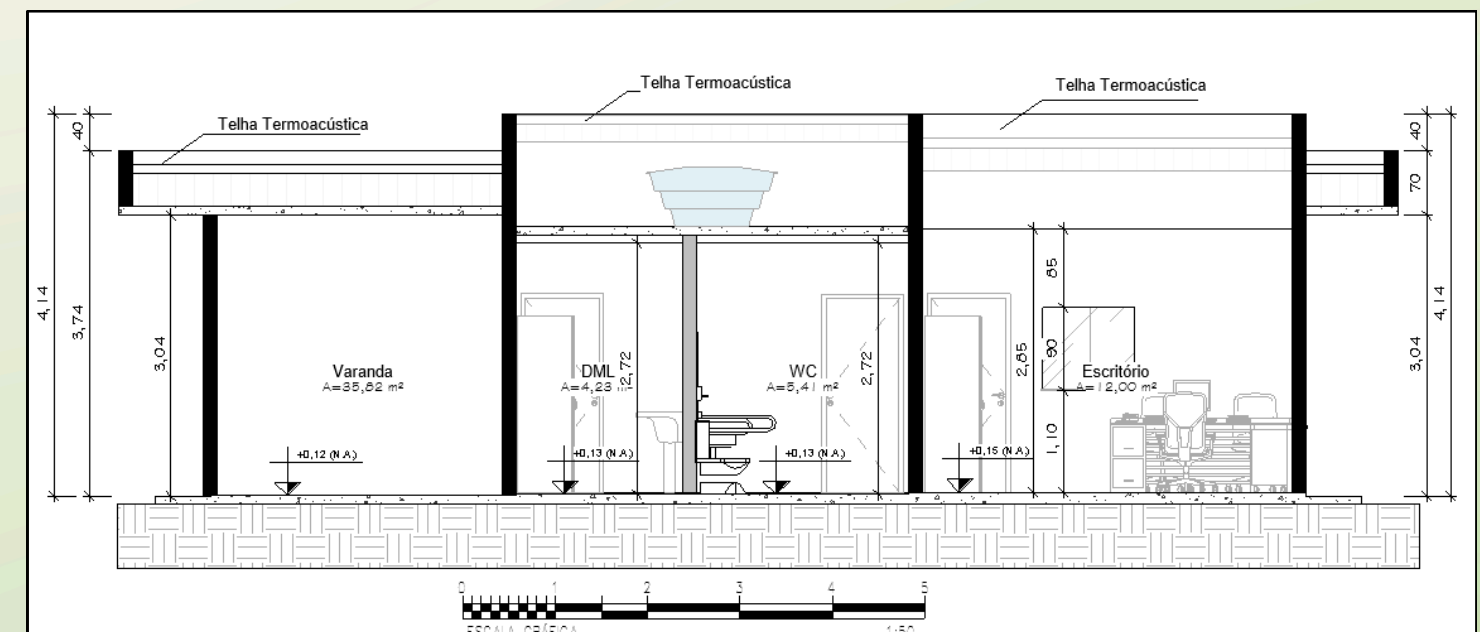 Telha Termoacústica
Telha Termoacústica
Telha Termoacústica
40
4,14
3,74
3,04
Varanda
A=35,82 m²
+0,12 (N.A.)
DML
A=4,23 m²
2,72
+0,13 (N.A.)
WC
A=5,41 m²
2,72
+0,13 (N.A.)
+0,15 (N.A.)
2,85
85
90
1,10
Escritório
A=12,00 m²
40
70
3,04
4,14
0 1 2 3 4 5
ESCALA GRÁFICA 1:50